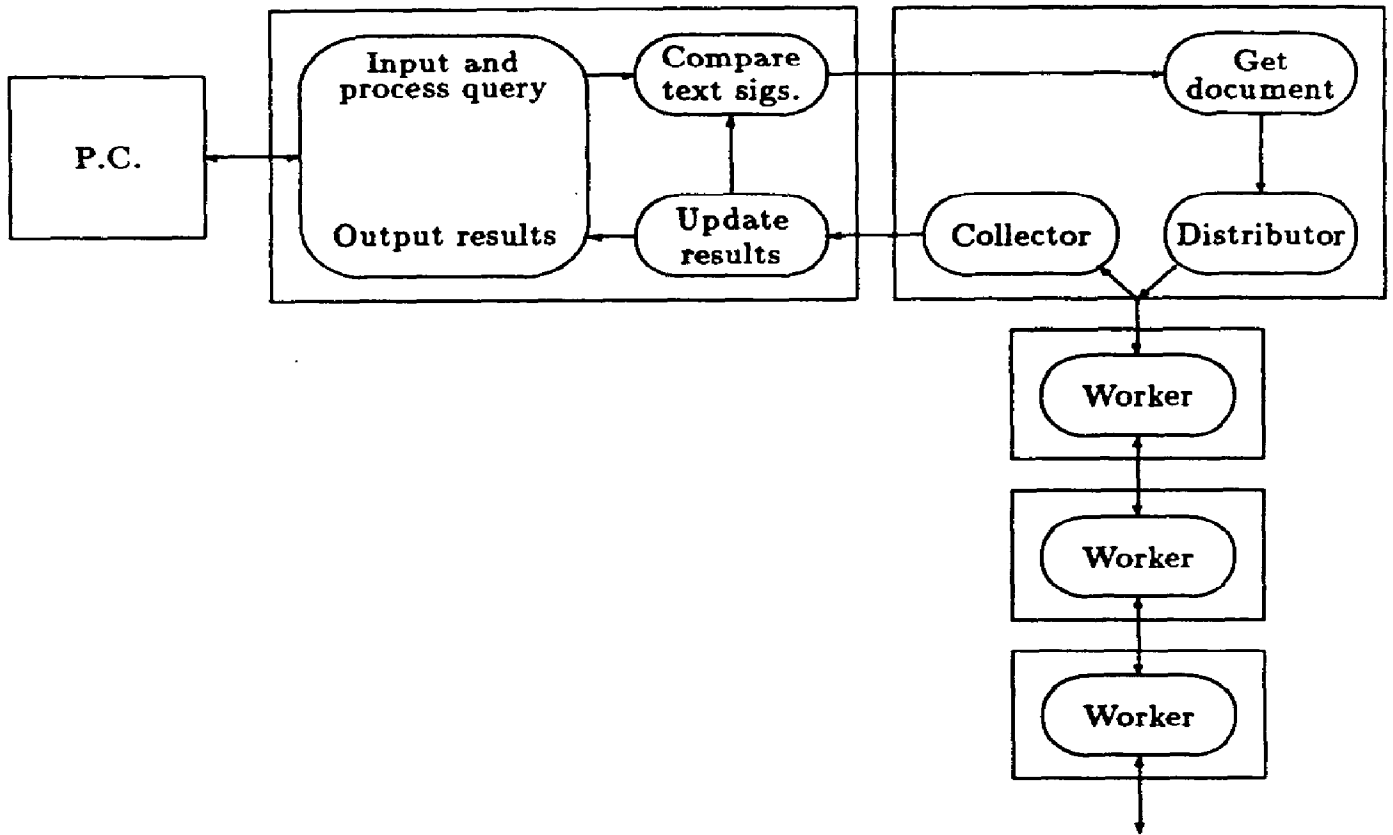 P.C.
Input and
process query
Output results
Compare
text sigs.
Update
results
Get
document
Collector
Distributor
Worker
Worker
Worker